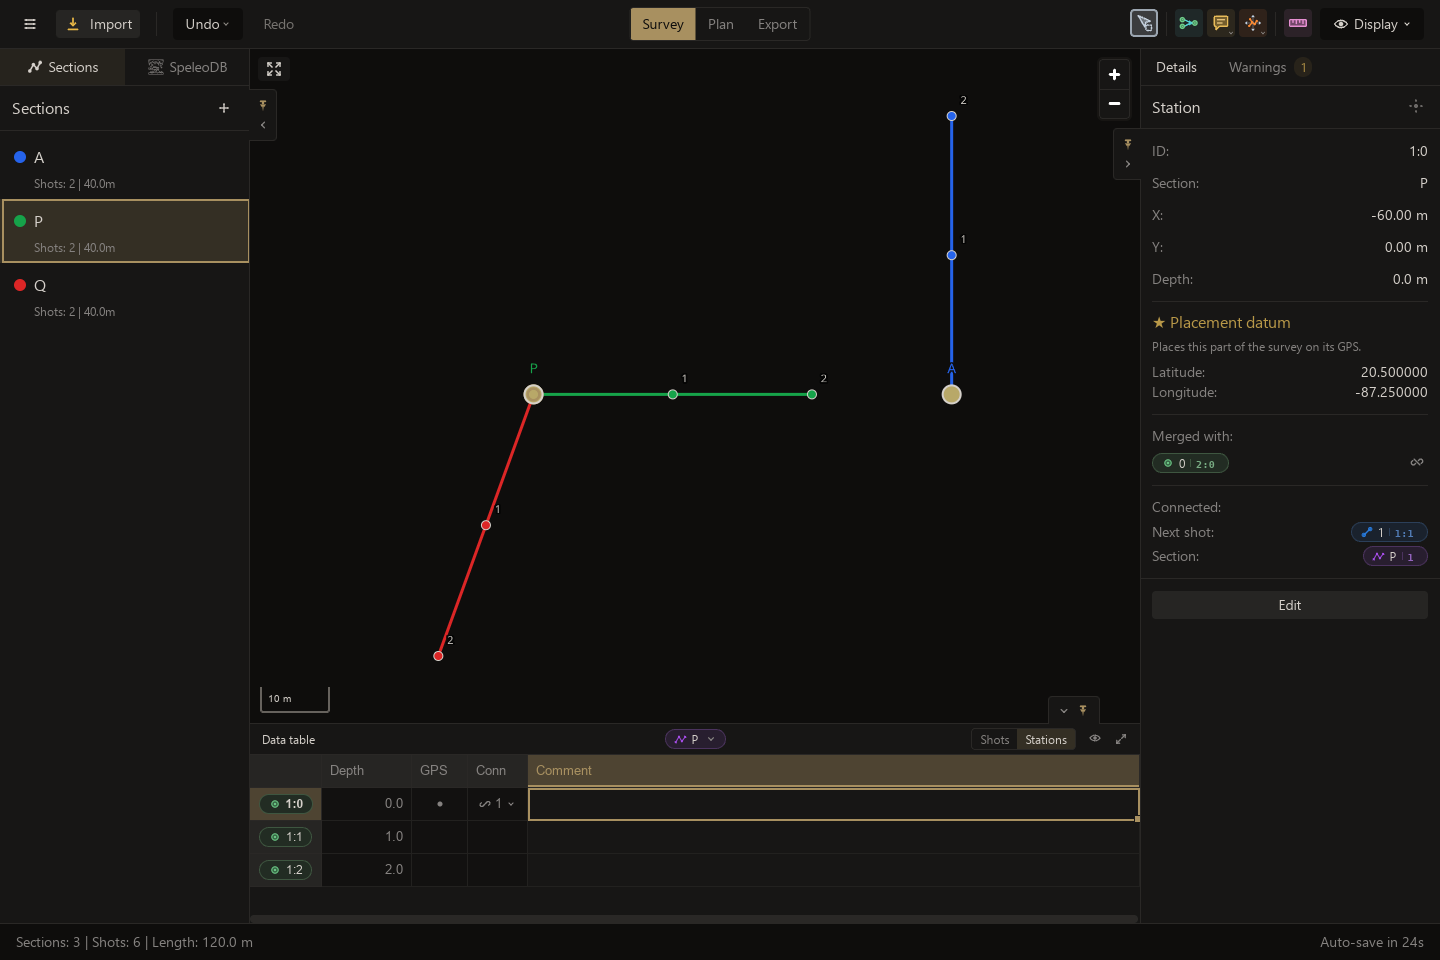 Import
Undo
Redo
Survey
Plan
Export
Display
Sections
SpeleoDB
Sections
A
Shots: 2 | 40.0m
P
Shots: 2 | 40.0m
Q
Shots: 2 | 40.0m
2
1
A
P
1
2
1
2
10 m
Details
Warnings 1
Station
ID: 1:0
Section: P
X: -60.00 m
Y: 0.00 m
Depth: 0.0 m
★ Placement datum
Places this part of the survey on its GPS.
Latitude: 20.500000
Longitude: -87.250000
Merged with:
0 | 2:0
Connected:
Next shot: 1 | 1:1
Section: P | 1
Edit
Data table
P
Shots
Stations
Depth GPS Conn Comment
1:0 0.0 1
1:1 1.0
1:2 2.0
Sections: 3 | Shots: 6 | Length: 120.0 m
Auto-save in 24s